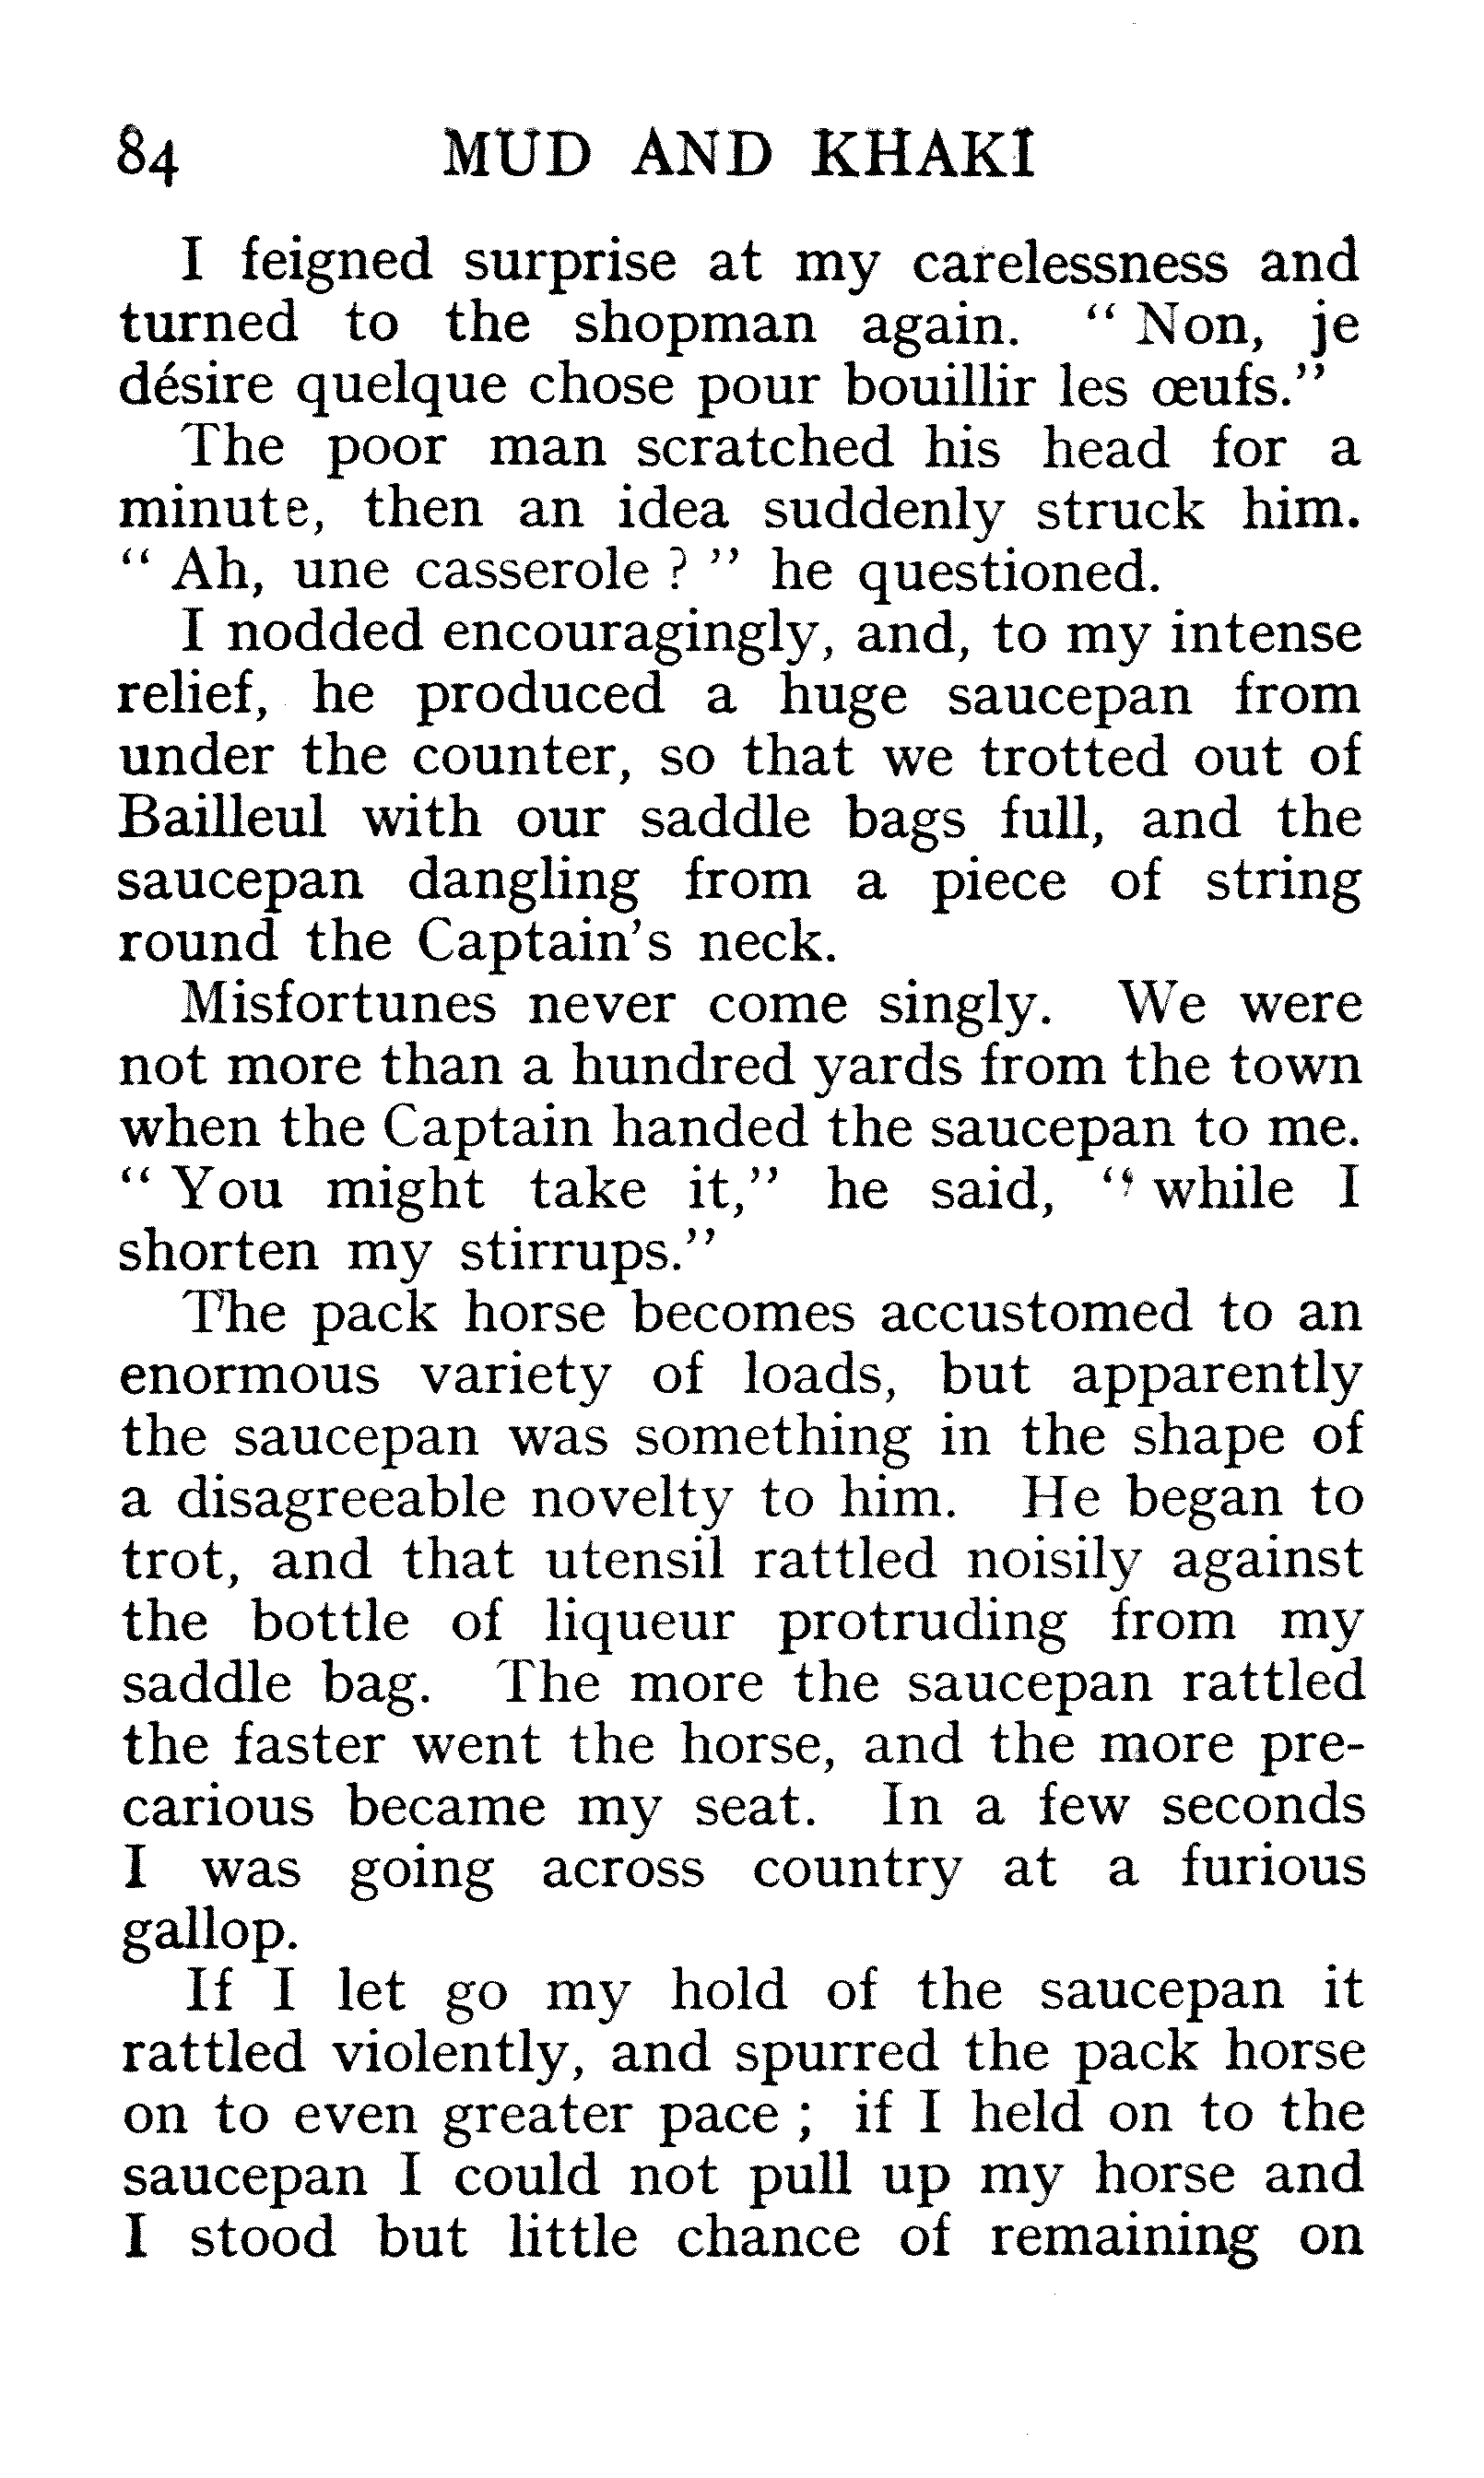 84 MUD AND KHAKI
I feigned surprise at my carelessness and
turned to the shopman again. “ Non, je
désire quelque chose pour bouillir les œufs.”
The poor man scratched his head for a
minute, then an idea suddenly struck him.
“ Ah, une casserole ? ” he questioned.
I nodded encouragingly, and, to my intense
relief, he produced a huge saucepan from
under the counter, so that we trotted out of
Bailleul with our saddle bags full, and the
saucepan dangling from a piece of string
round the Captain’s neck.
Misfortunes never come singly. We were
not more than a hundred yards from the town
when the Captain handed the saucepan to me.
“ You might take it,” he said, “ while I
shorten my stirrups.”
The pack horse becomes accustomed to an
enormous variety of loads, but apparently
the saucepan was something in the shape of
a disagreeable novelty to him. He began to
trot, and that utensil rattled noisily against
the bottle of liqueur protruding from my
saddle bag. The more the saucepan rattled
the faster went the horse, and the more pre-
carious became my seat. In a few seconds
I was going across country at a furious
gallop.
If I let go my hold of the saucepan it
rattled violently, and spurred the pack horse
on to even greater pace ; if I held on to the
saucepan I could not pull up my horse and
I stood but little chance of remaining on